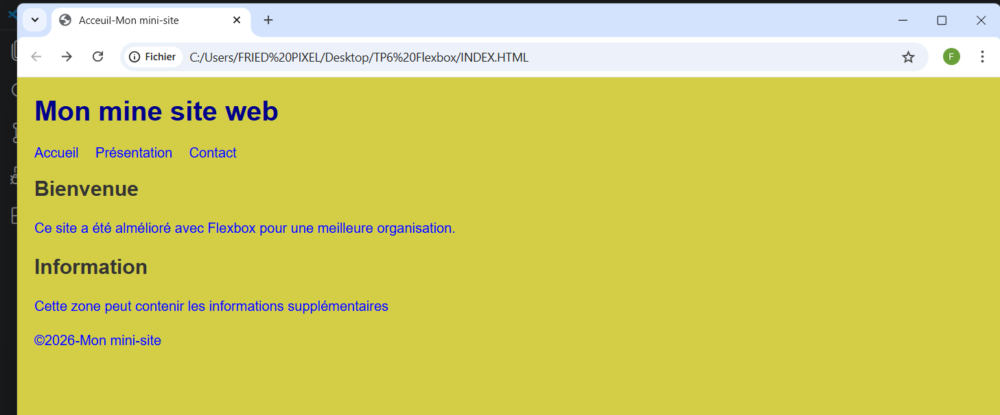 Acceuil-Mon mini-site
Fichier
C:/Users/FRIED%20PIXEL/Desktop/TP6%20Flexbox/INDEX.HTML
F
Mon mine site web
Accueil Présentation Contact
Bienvenue
Ce site a été almélioré avec Flexbox pour une meilleure organisation.
Information
Cette zone peut contenir les informations supplémentaires
©2026-Mon mini-site